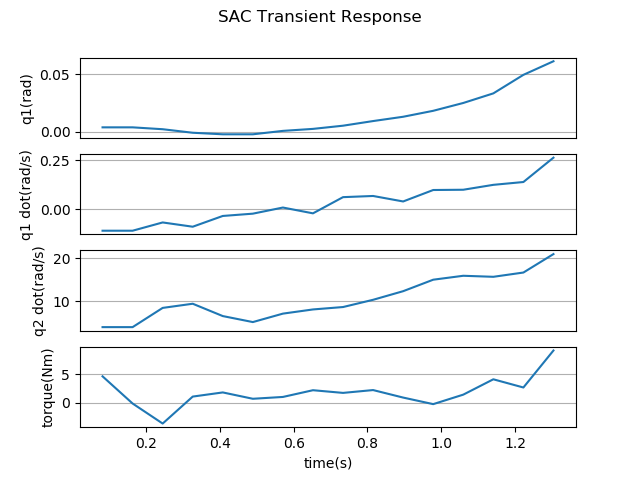 SAC Transient Response
q1(rad)
0.05
0.00
q1 dot(rad/s)
0.25
0.00
q2 dot(rad/s)
20
10
torque(Nm)
5
0
0.2 0.4 0.6 0.8 1.0 1.2
time(s)